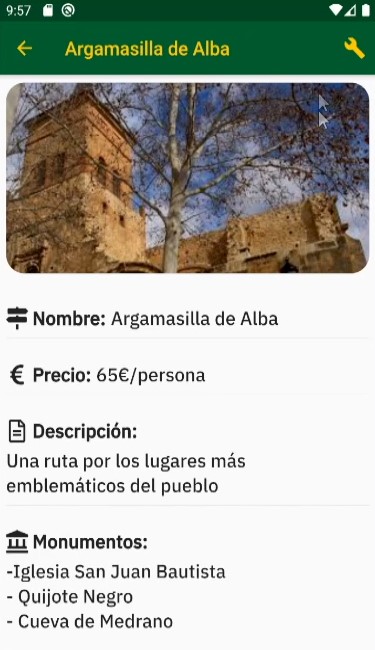 9:57
Argamasilla de Alba
Nombre: Argamasilla de Alba
€ Precio: 65€/persona
Descripción:
Una ruta por los lugares más
emblemáticos del pueblo
Monumentos:
-Iglesia San Juan Bautista
- Quijote Negro
- Cueva de Medrano